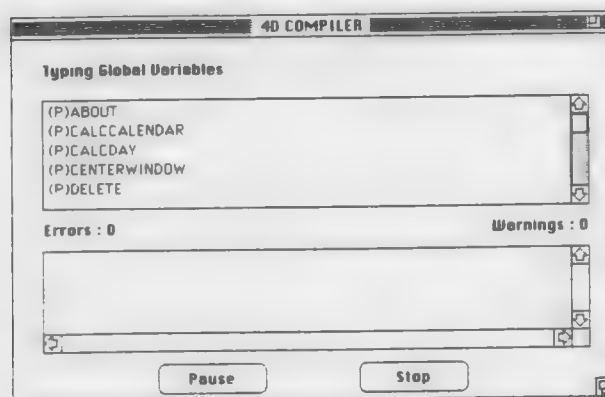 4D COMPILER
Typing Global Variables
(P)ABOUT
(P)CALCCALENDAR
(P)CALCDAY
(P)CENTERWINDOW
(P)DELETE
Errors : 0 Warnings : 0
Pause Stop